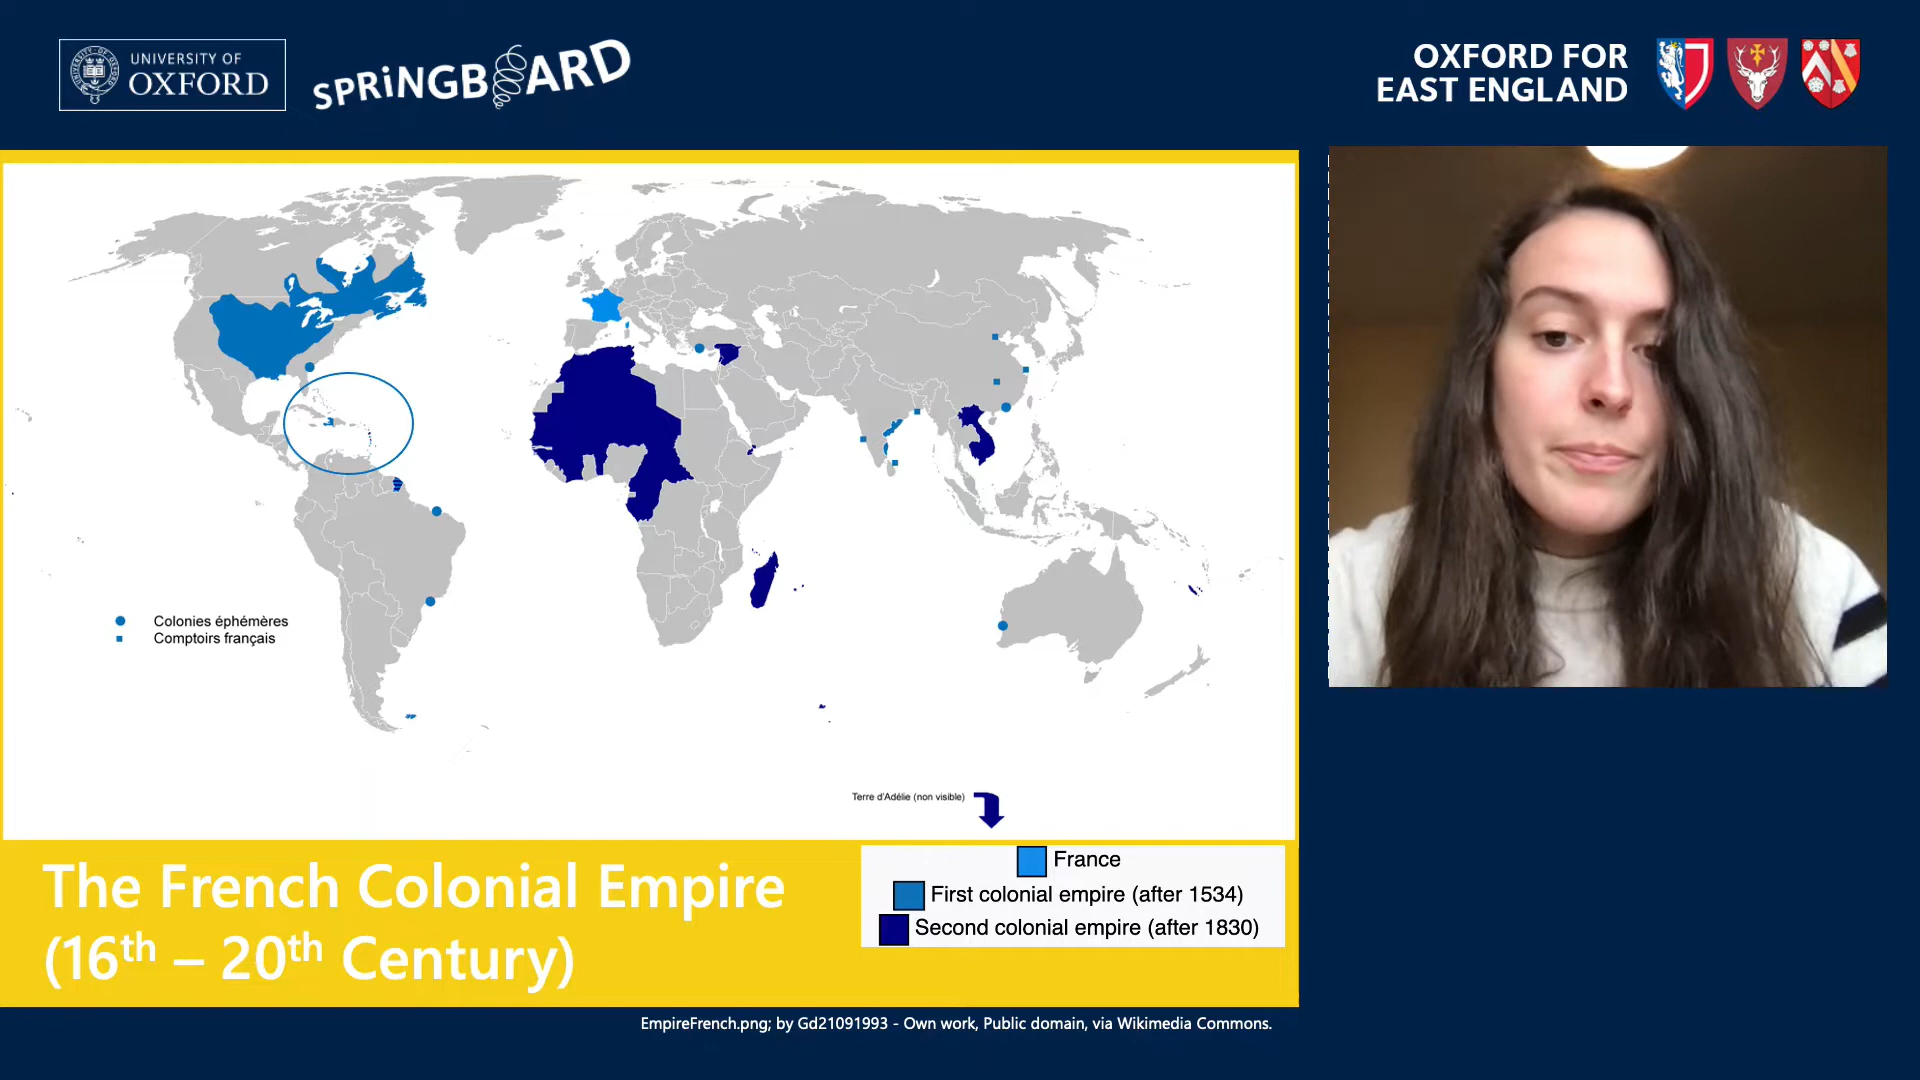 UNIVERSITY OF
OXFORD
SPRiNGBOARD
OXFORD FOR
EAST ENGLAND
Colonies éphémères
Comptoirs français
Terre d'Adélie (non visible)
The French Colonial Empire
(16th – 20th Century)
France
First colonial empire (after 1534)
Second colonial empire (after 1830)
EmpireFrench.png; by Gd21091993 - Own work, Public domain, via Wikimedia Commons.